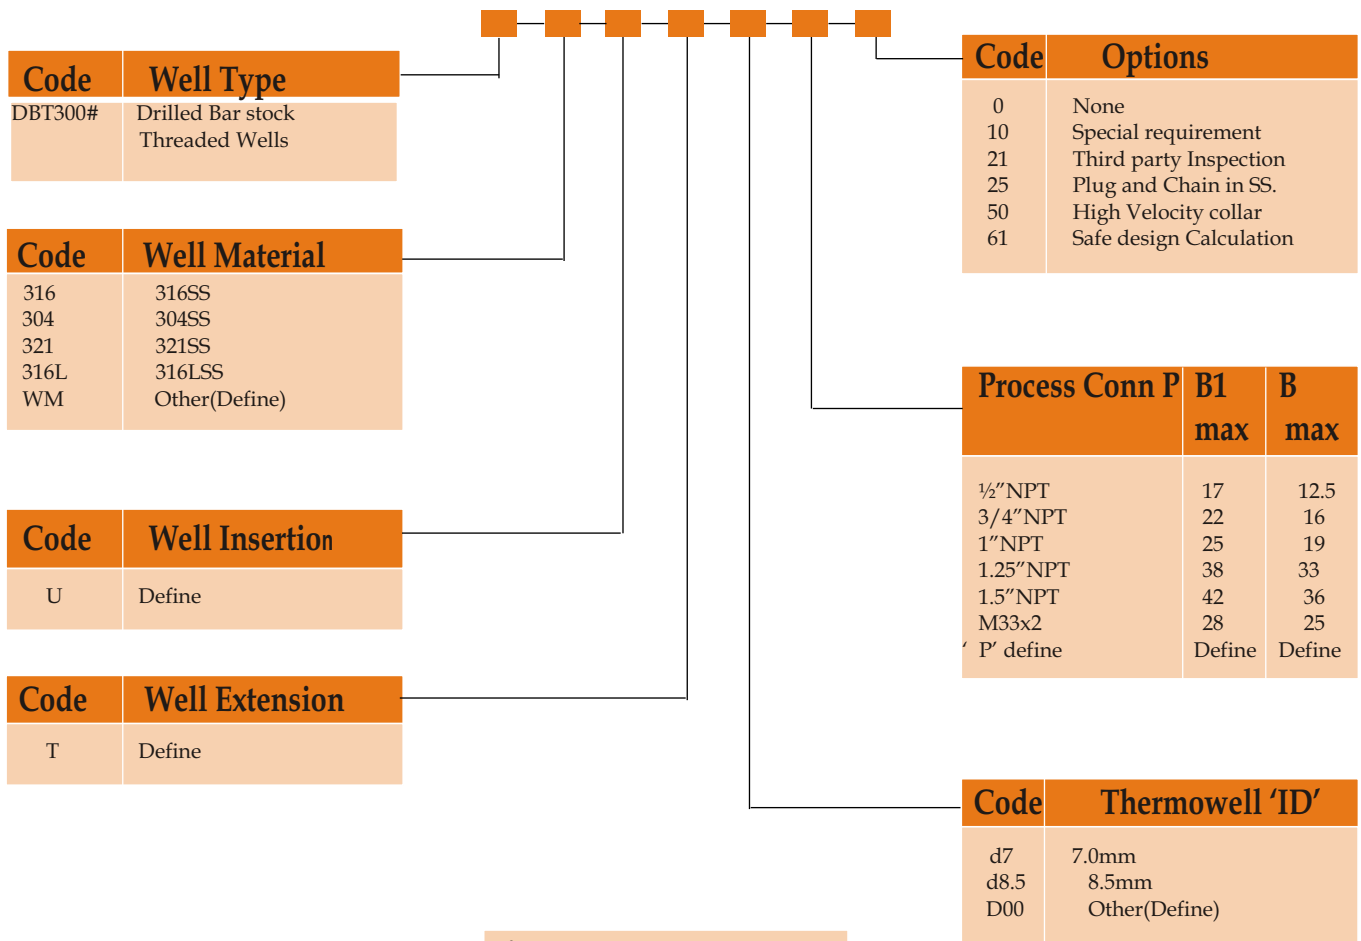 Code Well Type
DBT300# Drilled Bar stock
Threaded Wells
Code Well Material
316 316SS
304 304SS
321 321SS
316L 316LSS
WM Other(Define)
Code Well Insertion
U Define
Code Well Extension
T Define
Code Options
0 None
10 Special requirement
21 Third party Inspection
25 Plug and Chain in SS.
50 High Velocity collar
61 Safe design Calculation
Process Conn P B1 B
max max
½”NPT 17 12.5
3/4”NPT 22 16
1”NPT 25 19
1.25”NPT 38 33
1.5”NPT 42 36
M33x2 28 25
‘ P’ define Define Define
Code Thermowell ‘ID’
d7 7.0mm
d8.5 8.5mm
D00 Other(Define)